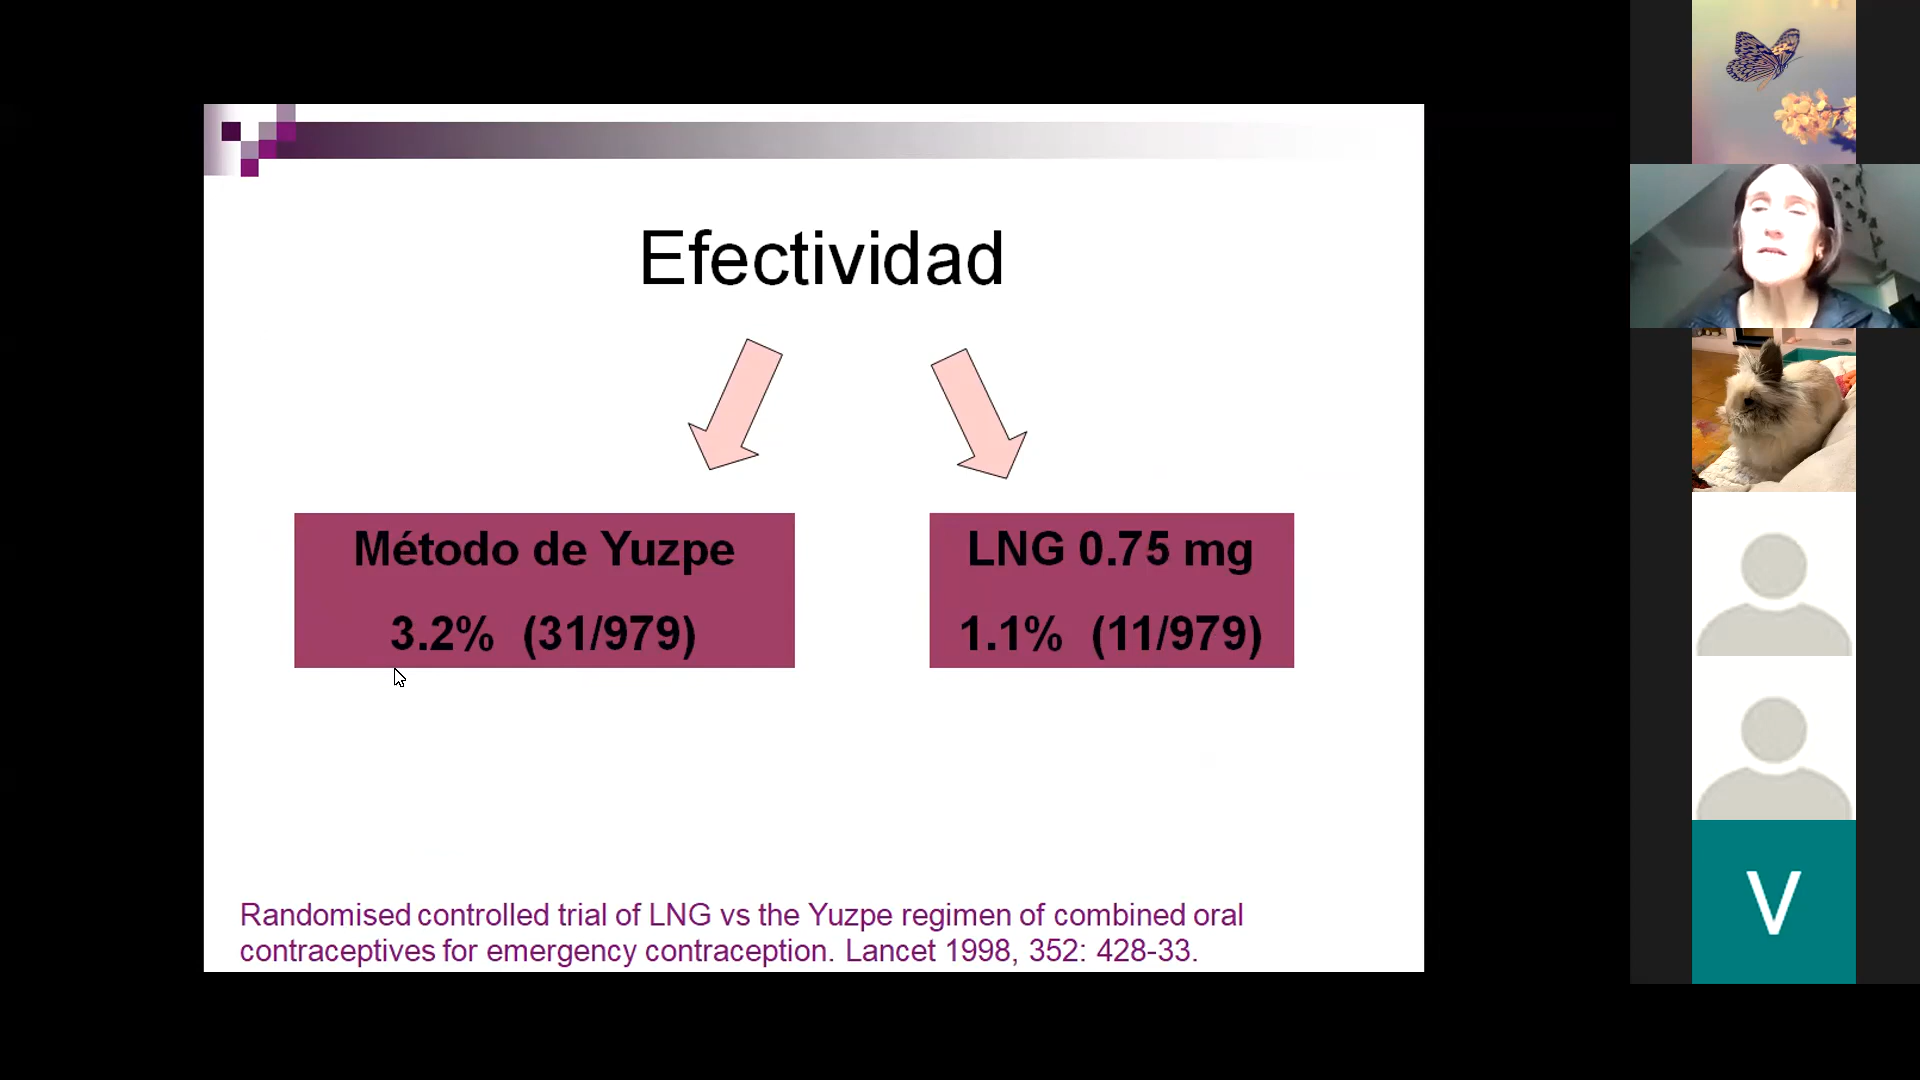 Efectividad
Método de Yuzpe
3.2% (31/979)
LNG 0.75 mg
1.1% (11/979)
Randomised controlled trial of LNG vs the Yuzpe regimen of combined oral
contraceptives for emergency contraception. Lancet 1998, 352: 428-33.
V